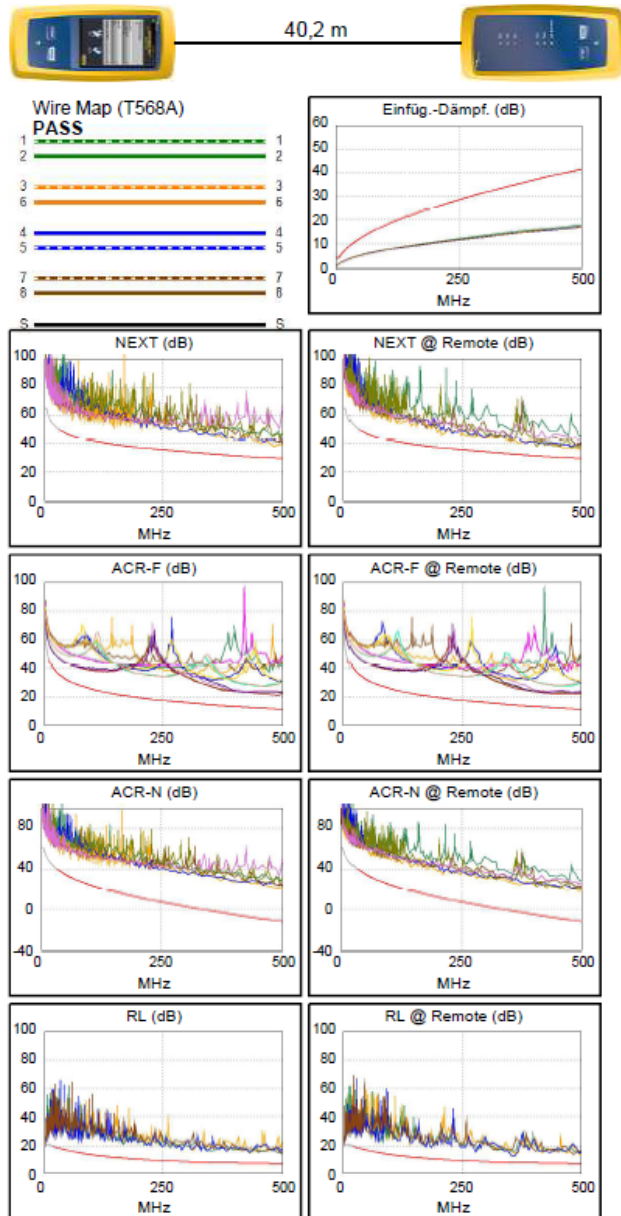 40,2 m
Wire Map (T568A)
PASS
1 1
2 2
3 3
6 6
4 4
5 5
7 7
8 8
S S
Einfüg.-Dämpf. (dB)
60
50
40
30
20
10
0
0 250 500
MHz
NEXT (dB)
100
80
60
40
20
0
0 250 500
MHz
NEXT @ Remote (dB)
100
80
60
40
20
0
0 250 500
MHz
ACR-F (dB)
100
80
60
40
20
0
0 250 500
MHz
ACR-F @ Remote (dB)
100
80
60
40
20
0
0 250 500
MHz
ACR-N (dB)
80
40
0
-40
0 250 500
MHz
ACR-N @ Remote (dB)
80
40
0
-40
0 250 500
MHz
RL (dB)
100
80
60
40
20
0
0 250 500
MHz
RL @ Remote (dB)
100
80
60
40
20
0
0 250 500
MHz